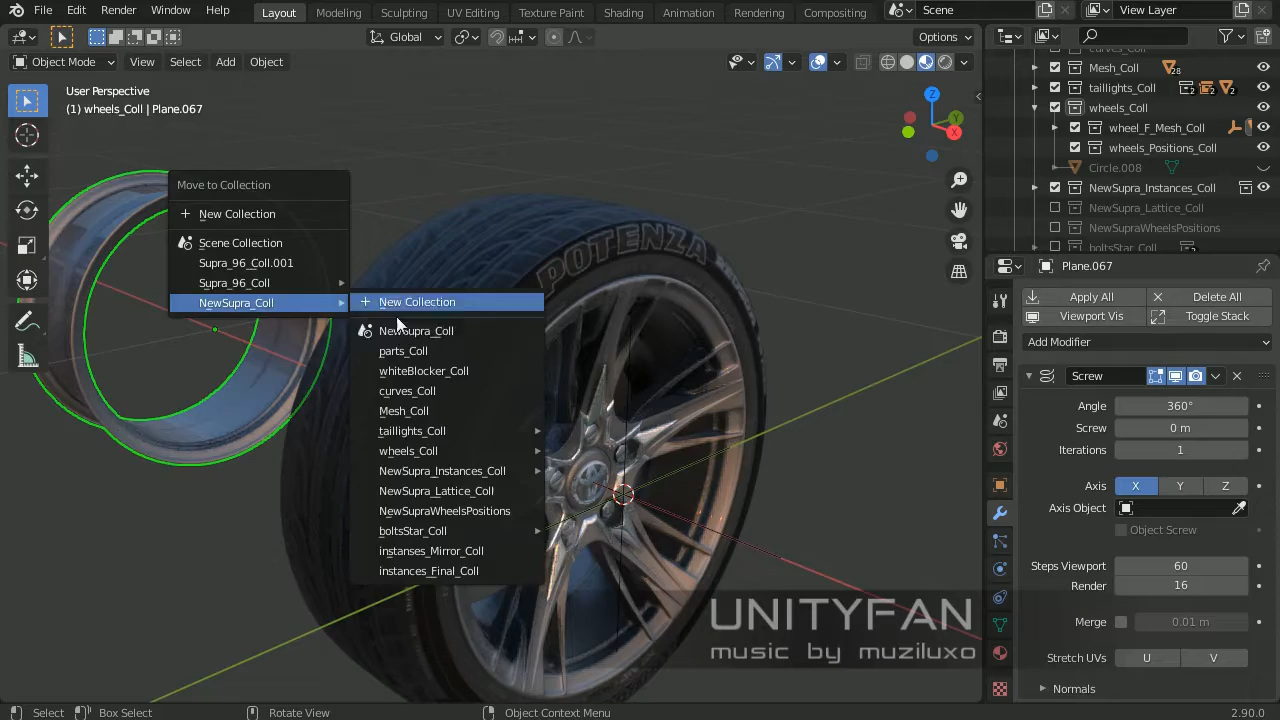 File Edit Render Window Help
Layout Modeling Sculpting UV Editing Texture Paint Shading Animation Rendering Compositing
Scene
View Layer
Global
Options
Object Mode
View Select Add Object
User Perspective
(1) wheels_Coll | Plane.067
Z
Y
X
Move to Collection
New Collection
Scene Collection
Supra_96_Coll.001
Supra_96_Coll
NewSupra_Coll
New Collection
NewSupra_Coll
parts_Coll
whiteBlocker_Coll
curves_Coll
Mesh_Coll
taillights_Coll
wheels_Coll
NewSupra_Instances_Coll
NewSupra_Lattice_Coll
NewSupraWheelsPositions
boltsStar_Coll
instanses_Mirror_Coll
instances_Final_Coll
POTENZA
UNITYFAN
music by muziluxo
curves_Coll
Mesh_Coll
28
taillights_Coll
2
2
2
wheels_Coll
wheel_F_Mesh_Coll
wheels_Positions_Coll
Circle.008
NewSupra_Instances_Coll
NewSupra_Lattice_Coll
NewSupraWheelsPositions
boltsStar_Coll
2
Plane.067
Apply All
Delete All
Viewport Vis
Toggle Stack
Add Modifier
Screw
Angle 360°
Screw 0 m
Iterations 1
Axis X Y Z
Axis Object
Object Screw
Steps Viewport 60
Render 16
Merge 0.01 m
Stretch UVs U V
Normals
Select
Box Select
Rotate View
Object Context Menu
2.90.0